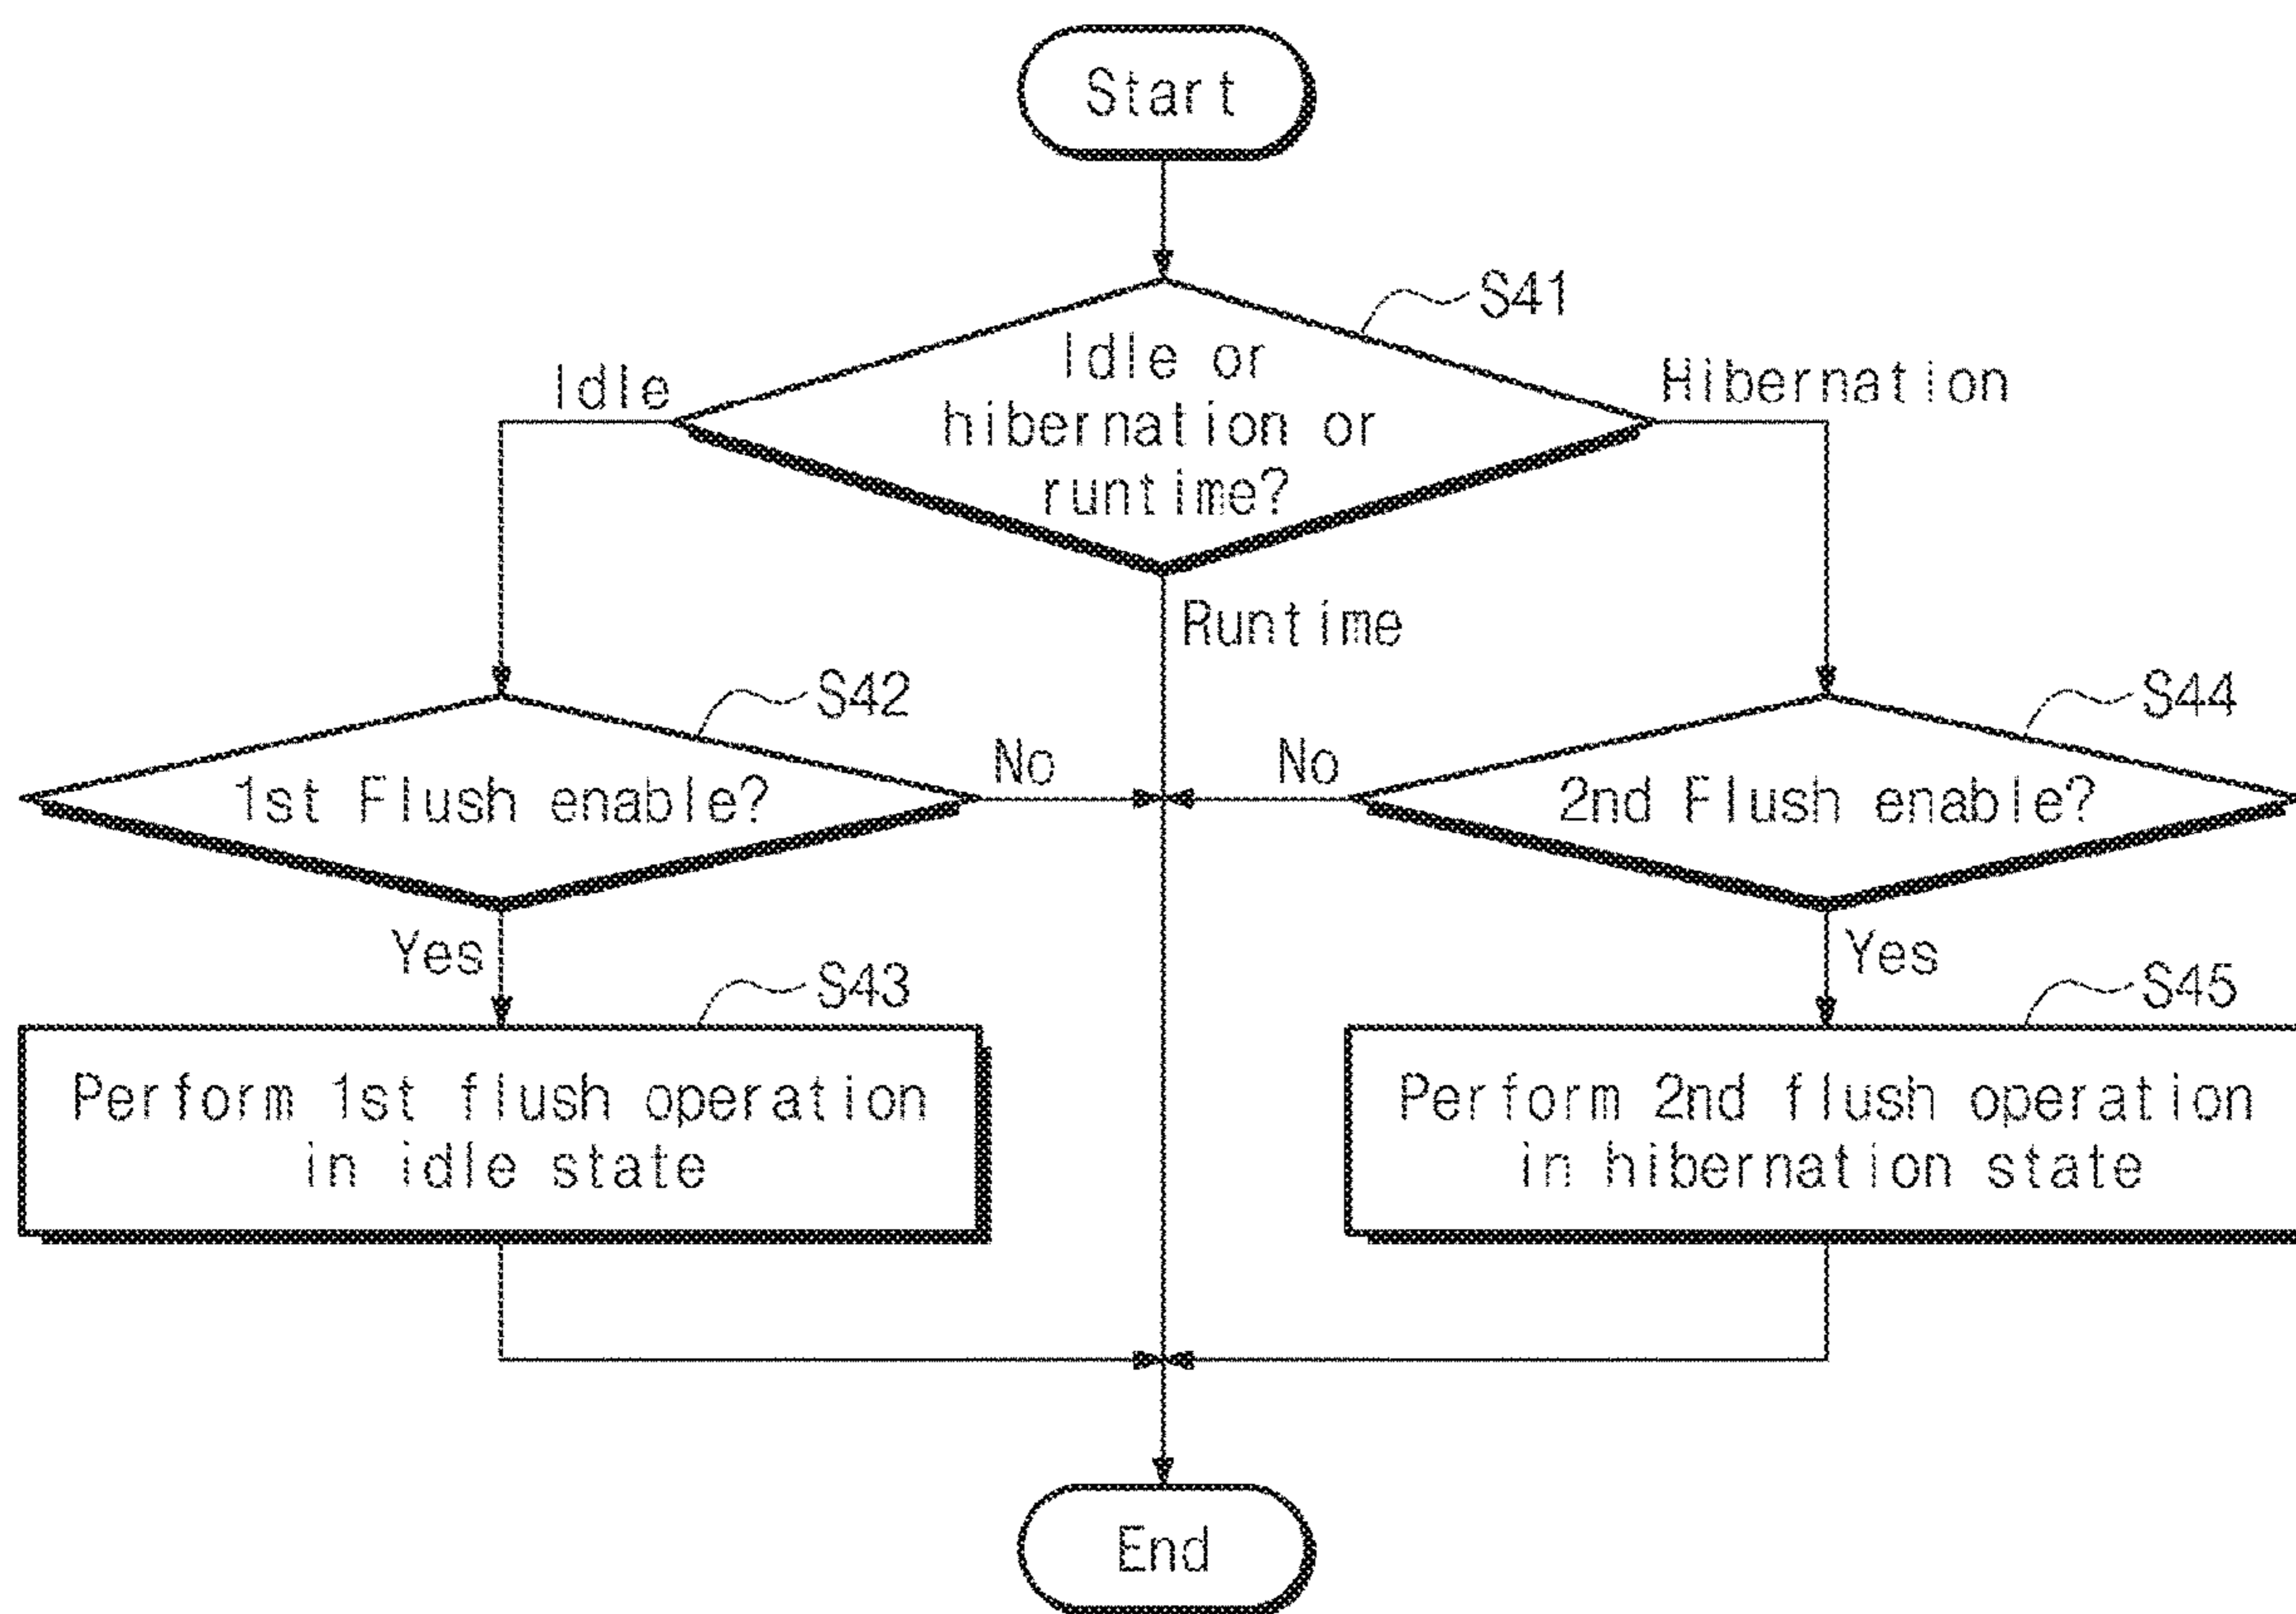 Start
S41
Idle or
hibernation or
runtime?
Idle
Hibernation
Runtime
S42
S44
1st Flush enable?
No
No
2nd Flush enable?
Yes
Yes
S43
S45
Perform 1st flush operation
in idle state
Perform 2nd flush operation
in hibernation state
End